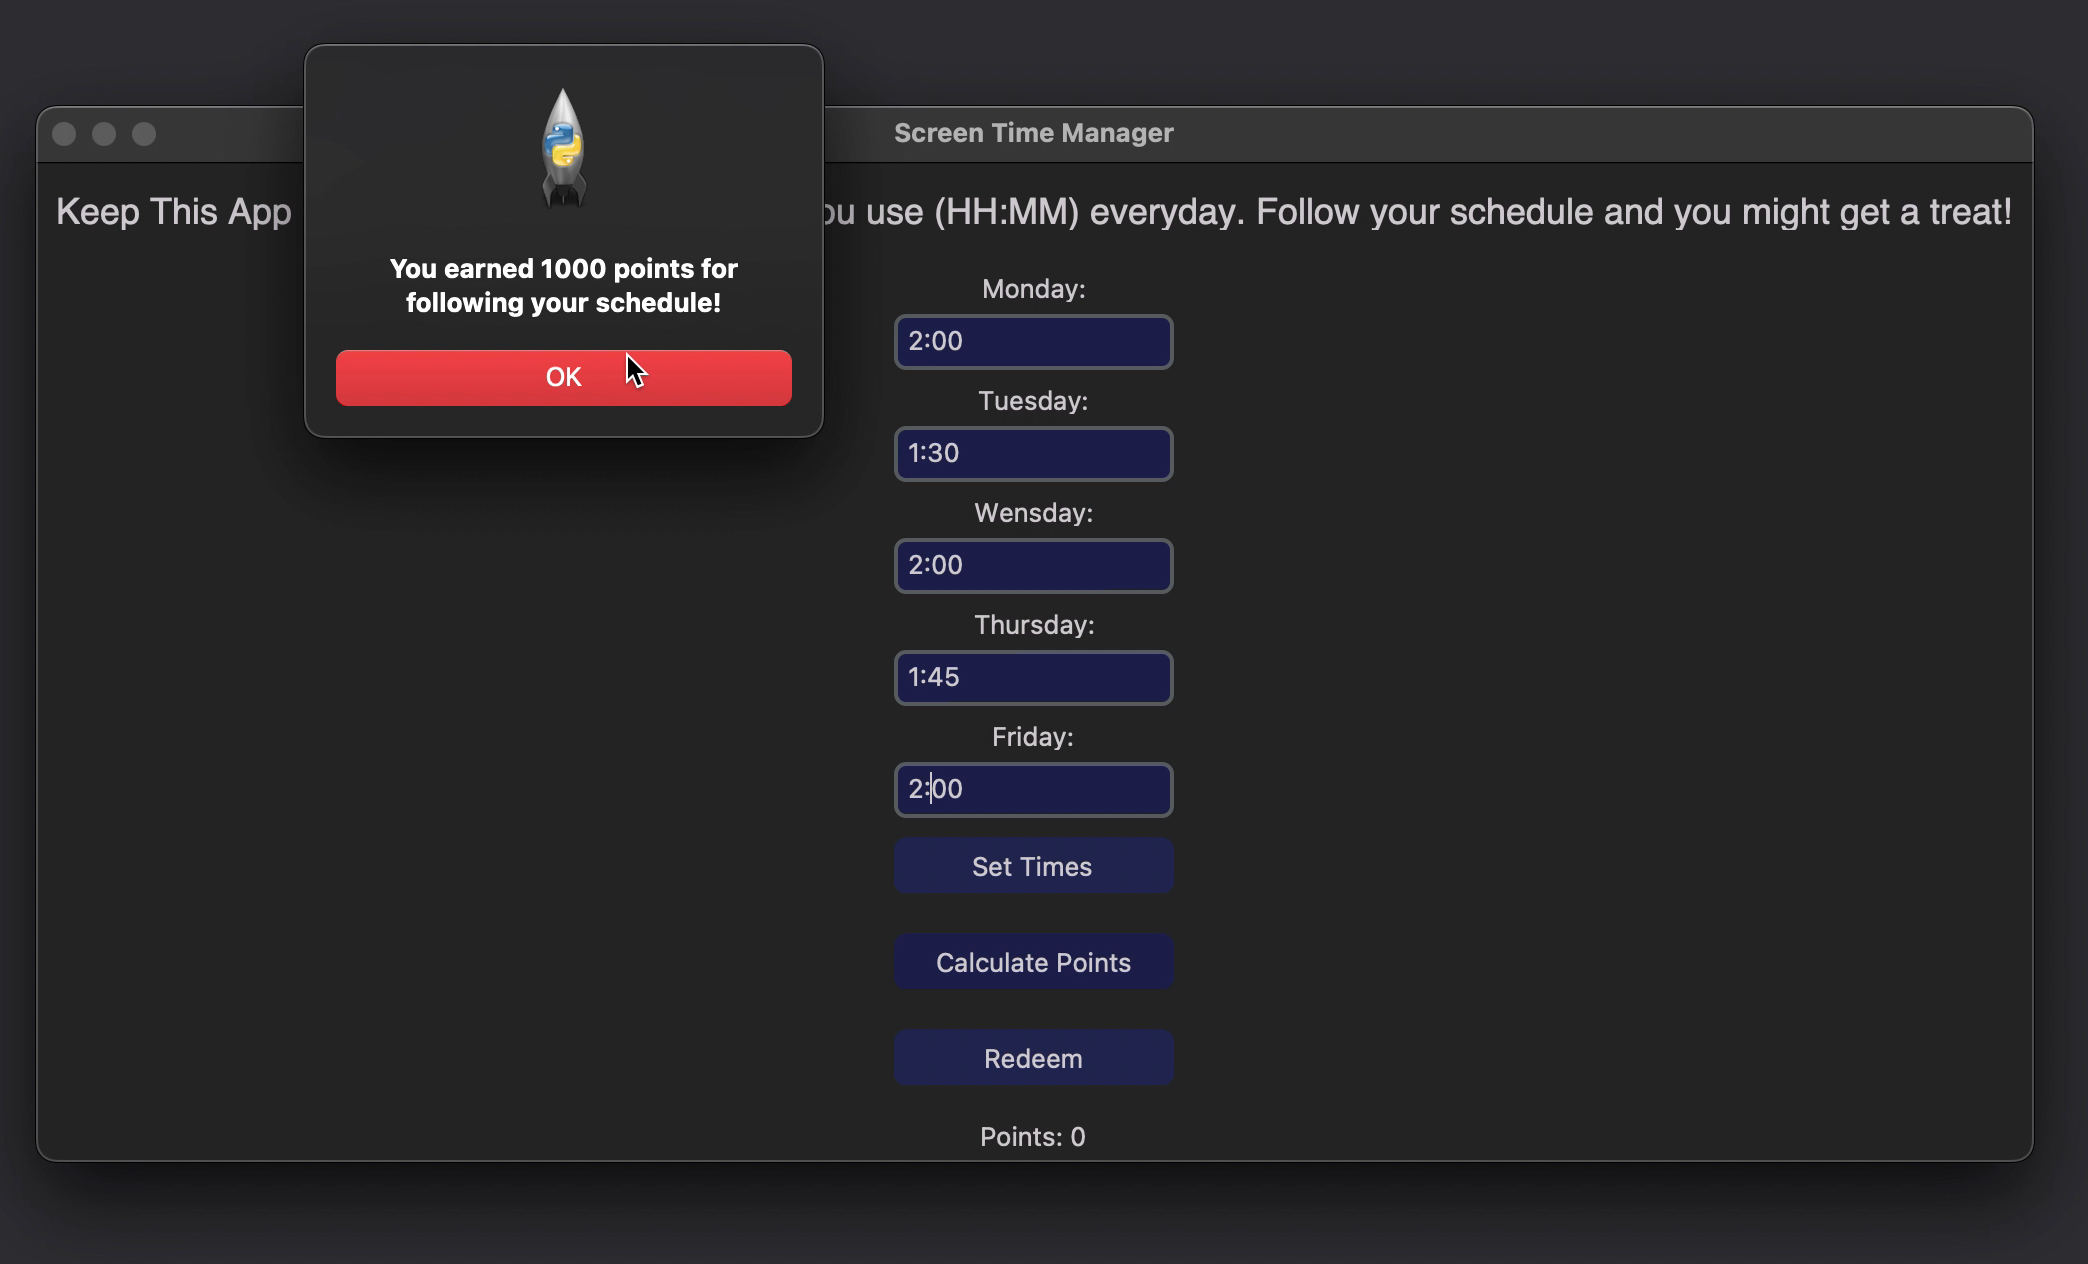 You earned 1000 points for
following your schedule!
OK
Screen Time Manager
Keep This App ou use (HH:MM) everyday. Follow your schedule and you might get a treat!
Monday:
2:00
Tuesday:
1:30
Wensday:
2:00
Thursday:
1:45
Friday:
2:00
Set Times
Calculate Points
Redeem
Points: 0